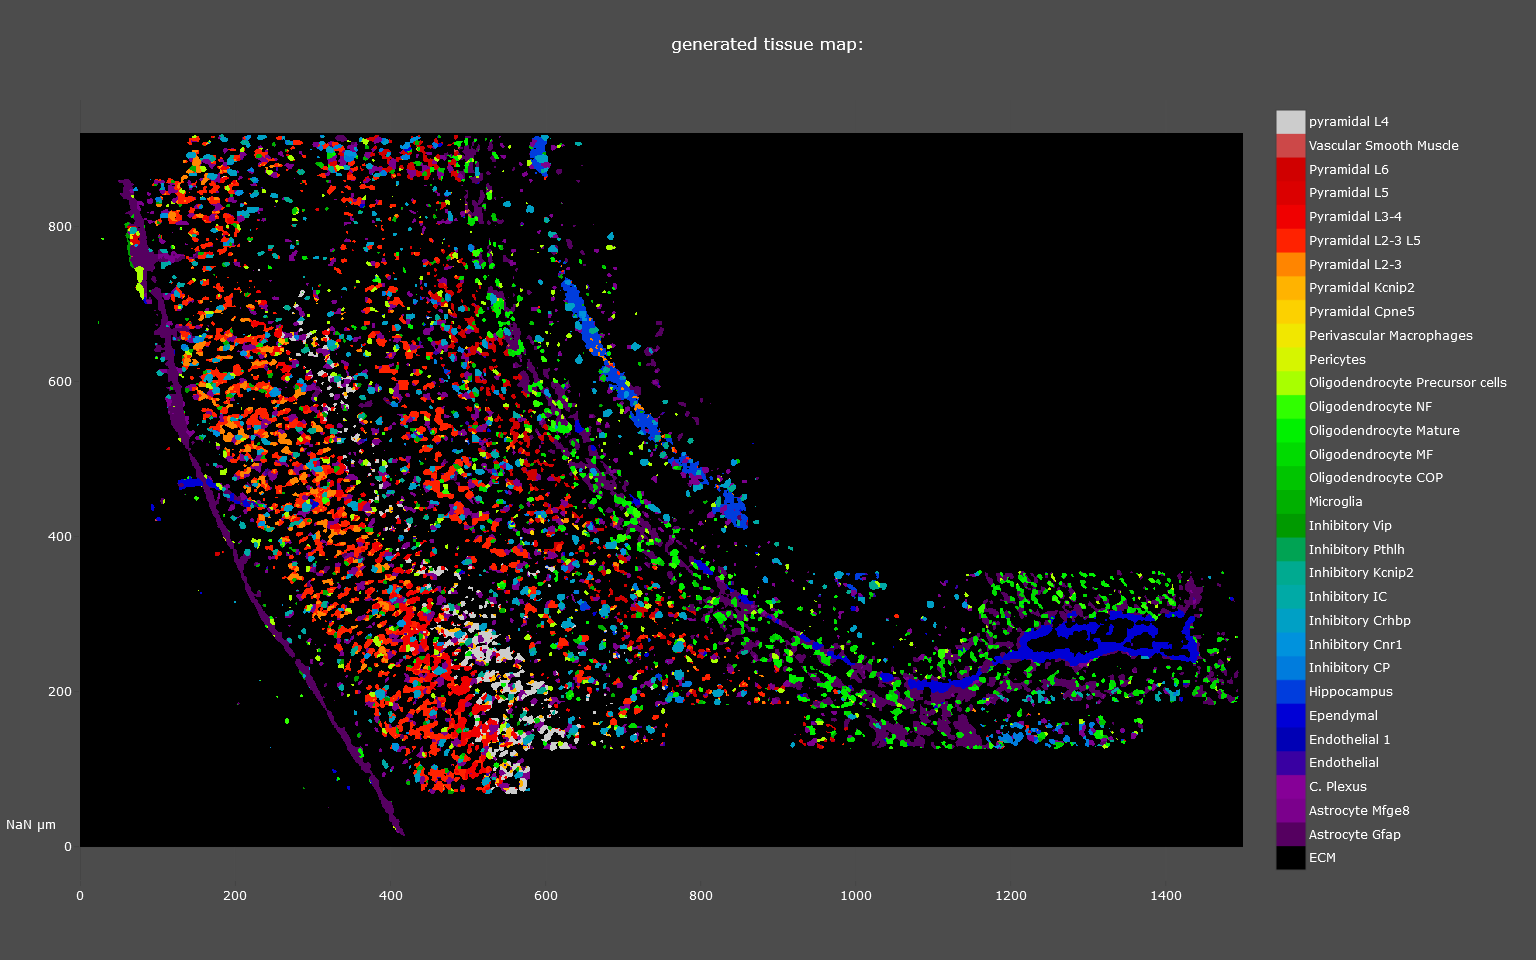 generated tissue map:
800
600
400
200
NaN μm
0
0
200
400
600
800
1000
1200
1400
pyramidal L4
Vascular Smooth Muscle
Pyramidal L6
Pyramidal L5
Pyramidal L3-4
Pyramidal L2-3 L5
Pyramidal L2-3
Pyramidal Kcnip2
Pyramidal Cpne5
Perivascular Macrophages
Pericytes
Oligodendrocyte Precursor cells
Oligodendrocyte NF
Oligodendrocyte Mature
Oligodendrocyte MF
Oligodendrocyte COP
Microglia
Inhibitory Vip
Inhibitory Pthlh
Inhibitory Kcnip2
Inhibitory IC
Inhibitory Crhbp
Inhibitory Cnr1
Inhibitory CP
Hippocampus
Ependymal
Endothelial 1
Endothelial
C. Plexus
Astrocyte Mfge8
Astrocyte Gfap
ECM